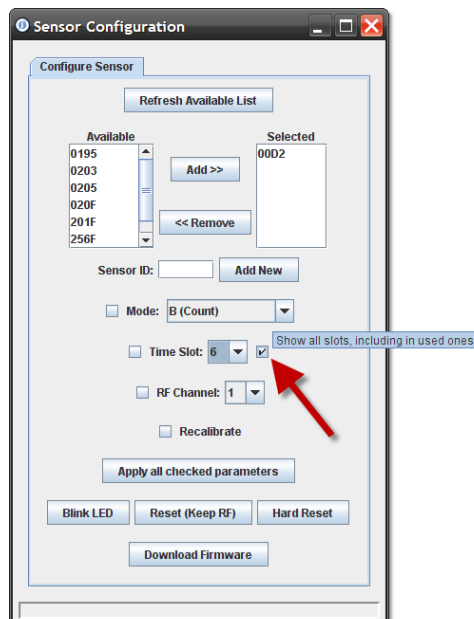 Sensor Configuration
Configure Sensor
Refresh Available List
Available
Selected
0195
0203
0205
020F
201F
256F
00D2
Add >>
<< Remove
Sensor ID:
Add New
Mode: B (Count)
Time Slot: 6
Show all slots, including in used ones
RF Channel: 1
Recalibrate
Apply all checked parameters
Blink LED
Reset (Keep RF)
Hard Reset
Download Firmware